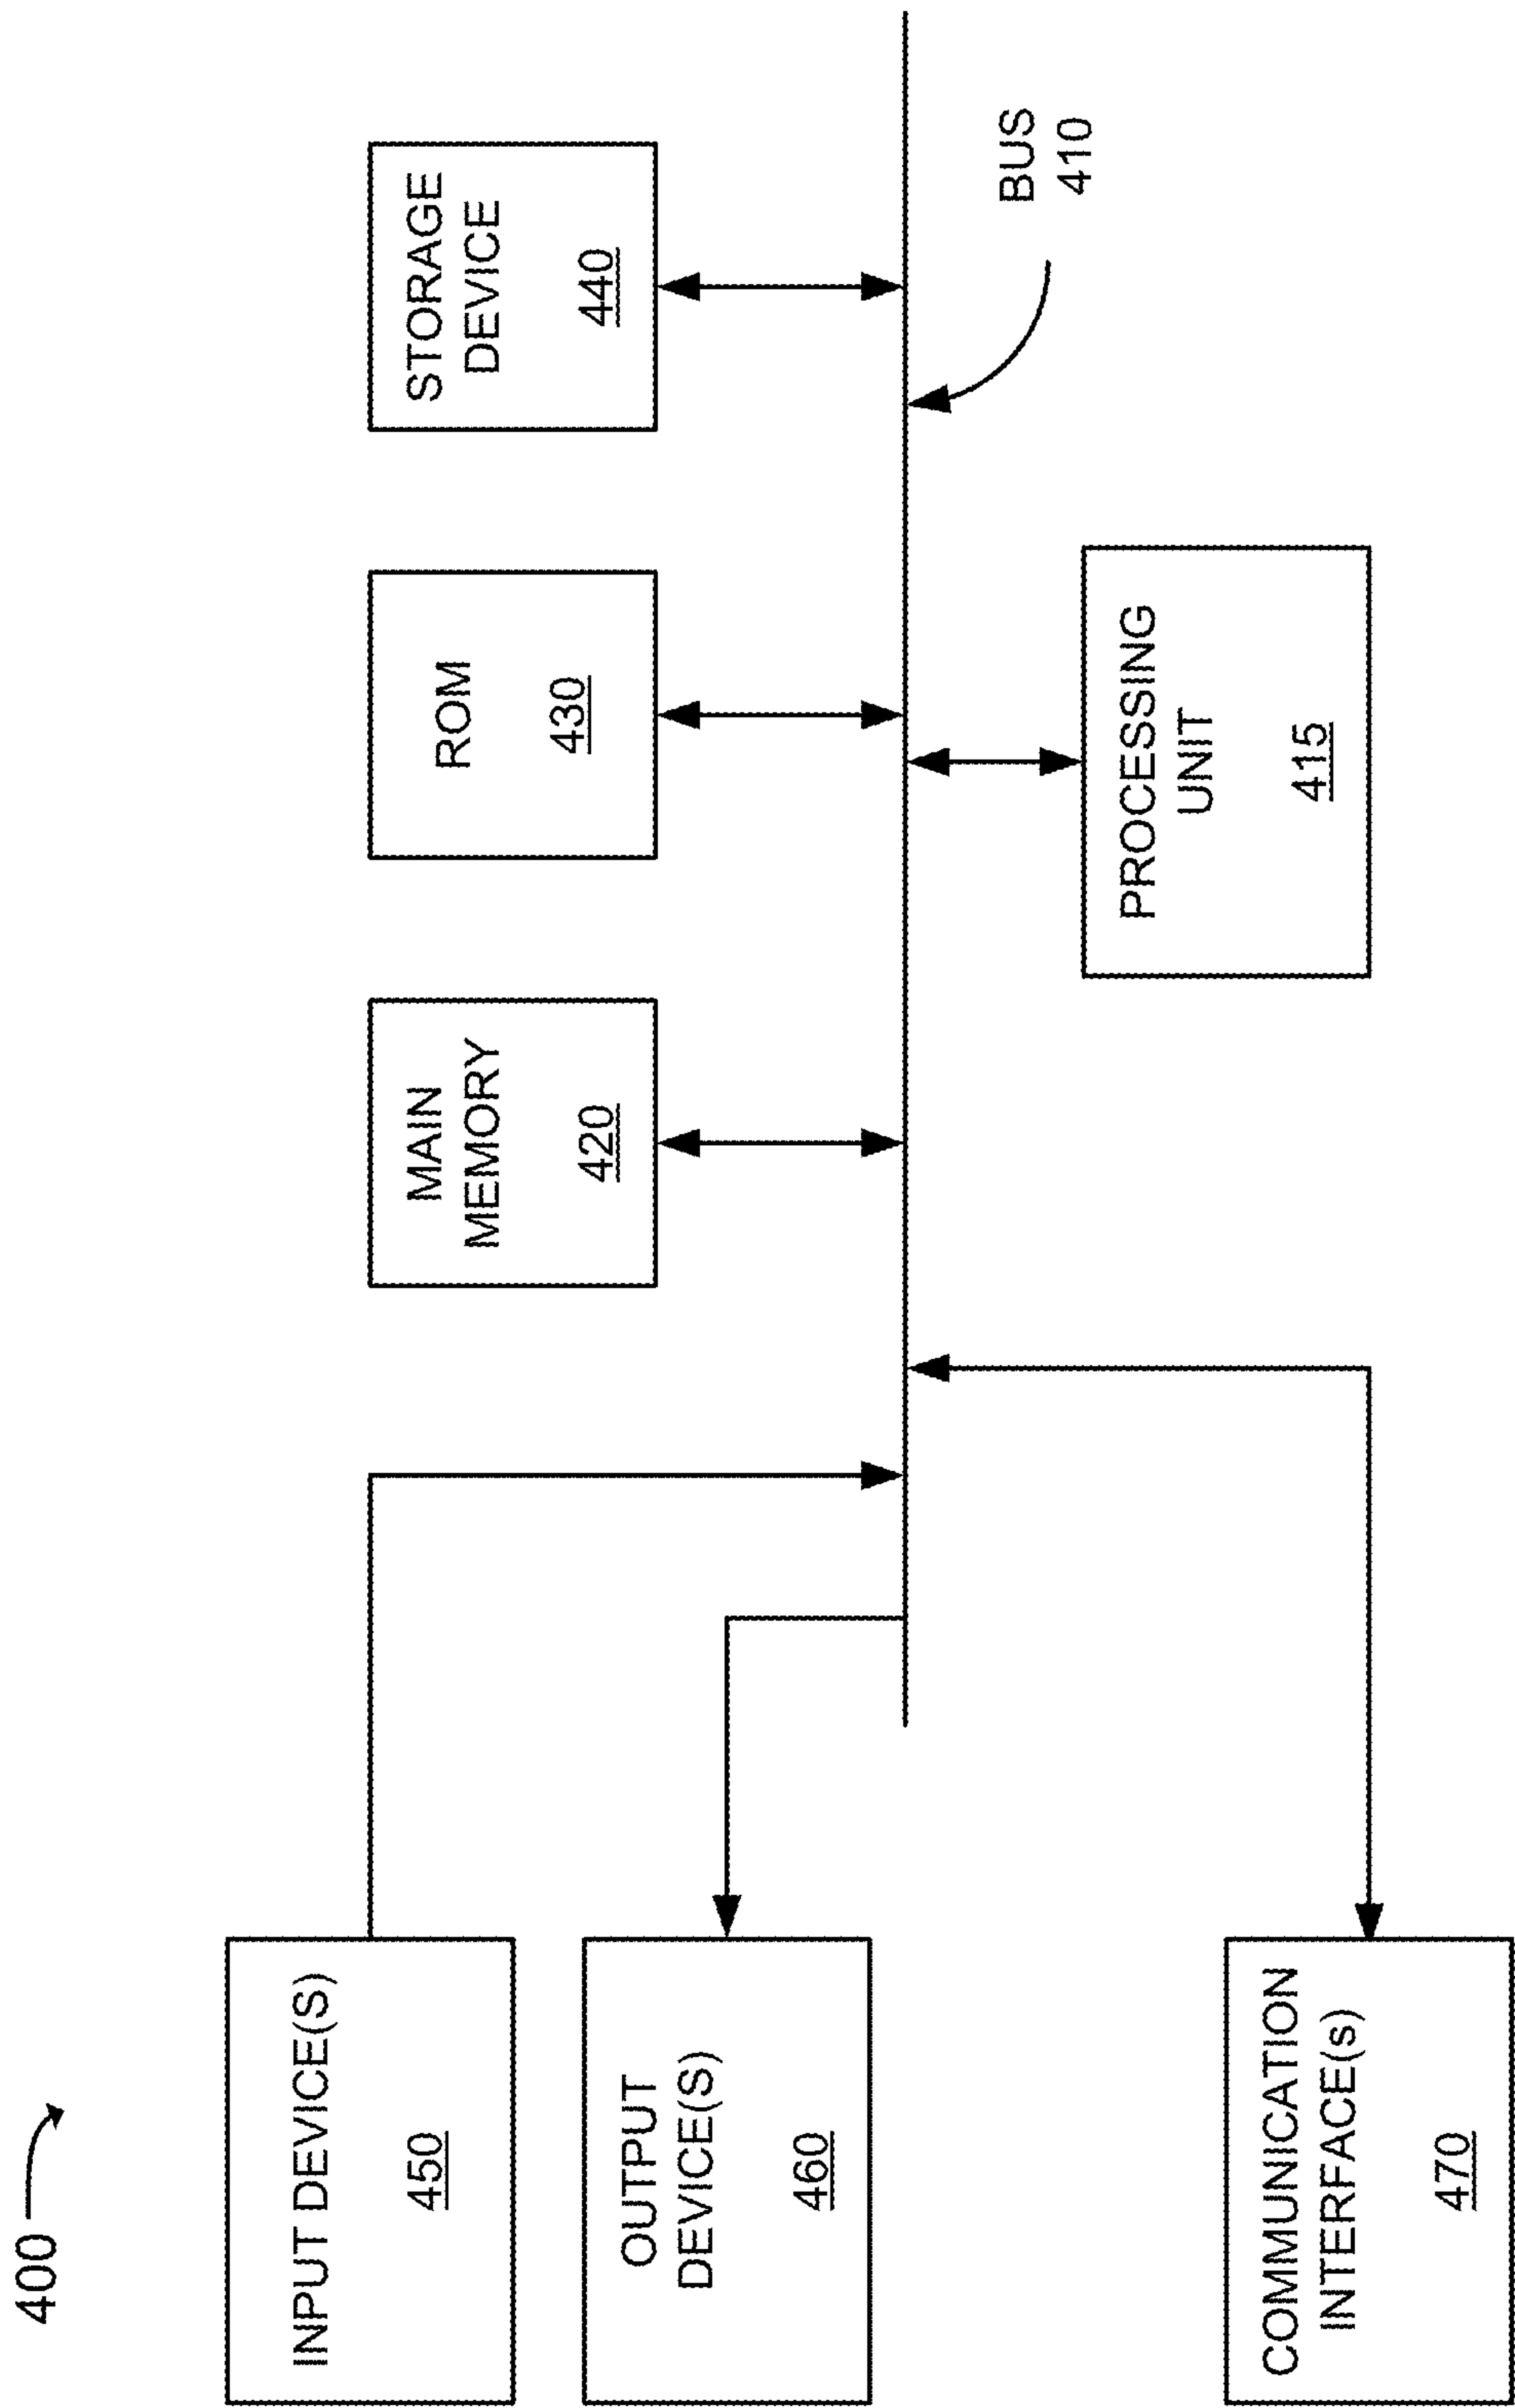 400
INPUT DEVICE(S)
450
OUTPUT
DEVICE(S)
460
COMMUNICATION
INTERFACE(s)
470
MAIN
MEMORY
420
ROM
430
STORAGE
DEVICE
440
PROCESSING
UNIT
415
BUS
410